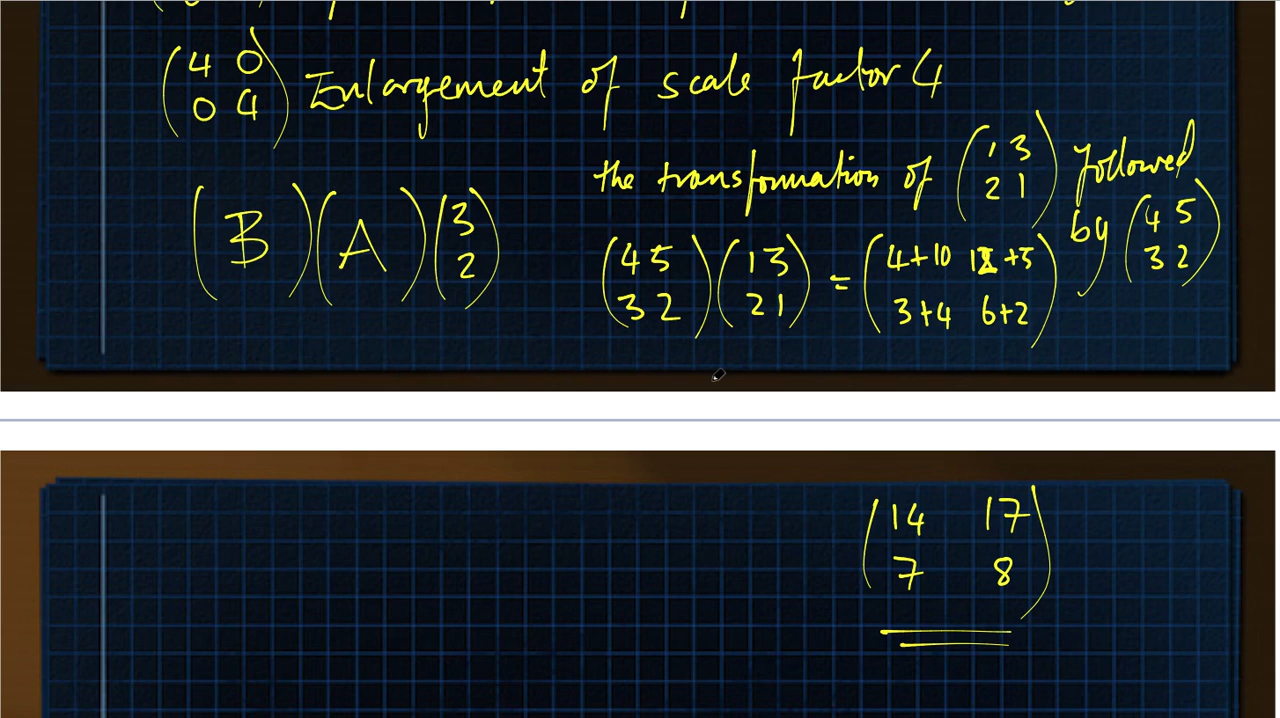 (4 0
0 4) Enlargement of scale factor 4
the transformation of (1 3
2 1) followed
by (4 5
3 2)
(B)(A)(3
2)
(4 5
3 2)(1 3
2 1) = (4+10 12+5
3+4 6+2)
(14 17
7 8)